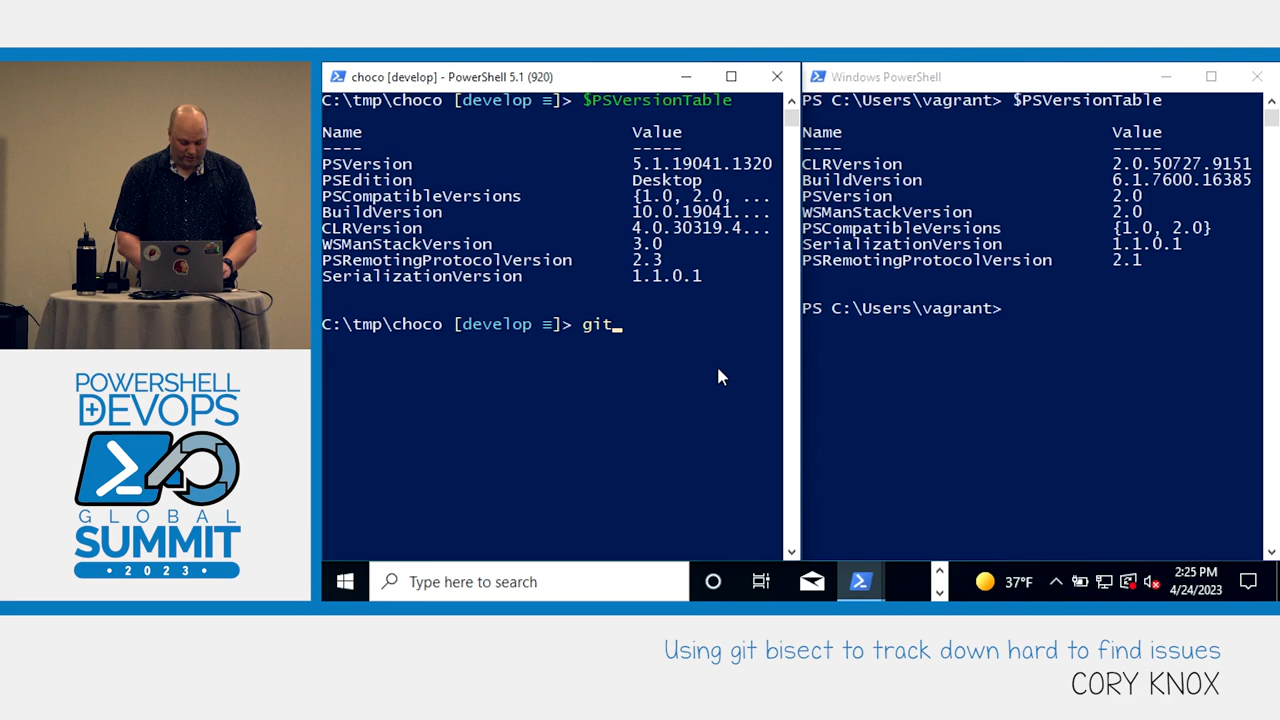 choco [develop] - PowerShell 5.1 (920)
C:\tmp\choco [develop ≡]> $PSVersionTable
Name Value
---- -----
PSVersion 5.1.19041.1320
PSEdition Desktop
PSCompatibleVersions {1.0, 2.0, ...
BuildVersion 10.0.19041....
CLRVersion 4.0.30319.4...
WSManStackVersion 3.0
PSRemotingProtocolVersion 2.3
SerializationVersion 1.1.0.1
C:\tmp\choco [develop ≡]> git_
Windows PowerShell
PS C:\Users\vagrant> $PSVersionTable
Name Value
---- -----
CLRVersion 2.0.50727.9151
BuildVersion 6.1.7600.16385
PSVersion 2.0
WSManStackVersion 2.0
PSCompatibleVersions {1.0, 2.0}
SerializationVersion 1.1.0.1
PSRemotingProtocolVersion 2.1
PS C:\Users\vagrant>
POWERSHELL
+DEVOPS
GLOBAL
SUMMIT
2023
Type here to search
37°F
2:25 PM
4/24/2023
Using git bisect to track down hard to find issues
CORY KNOX